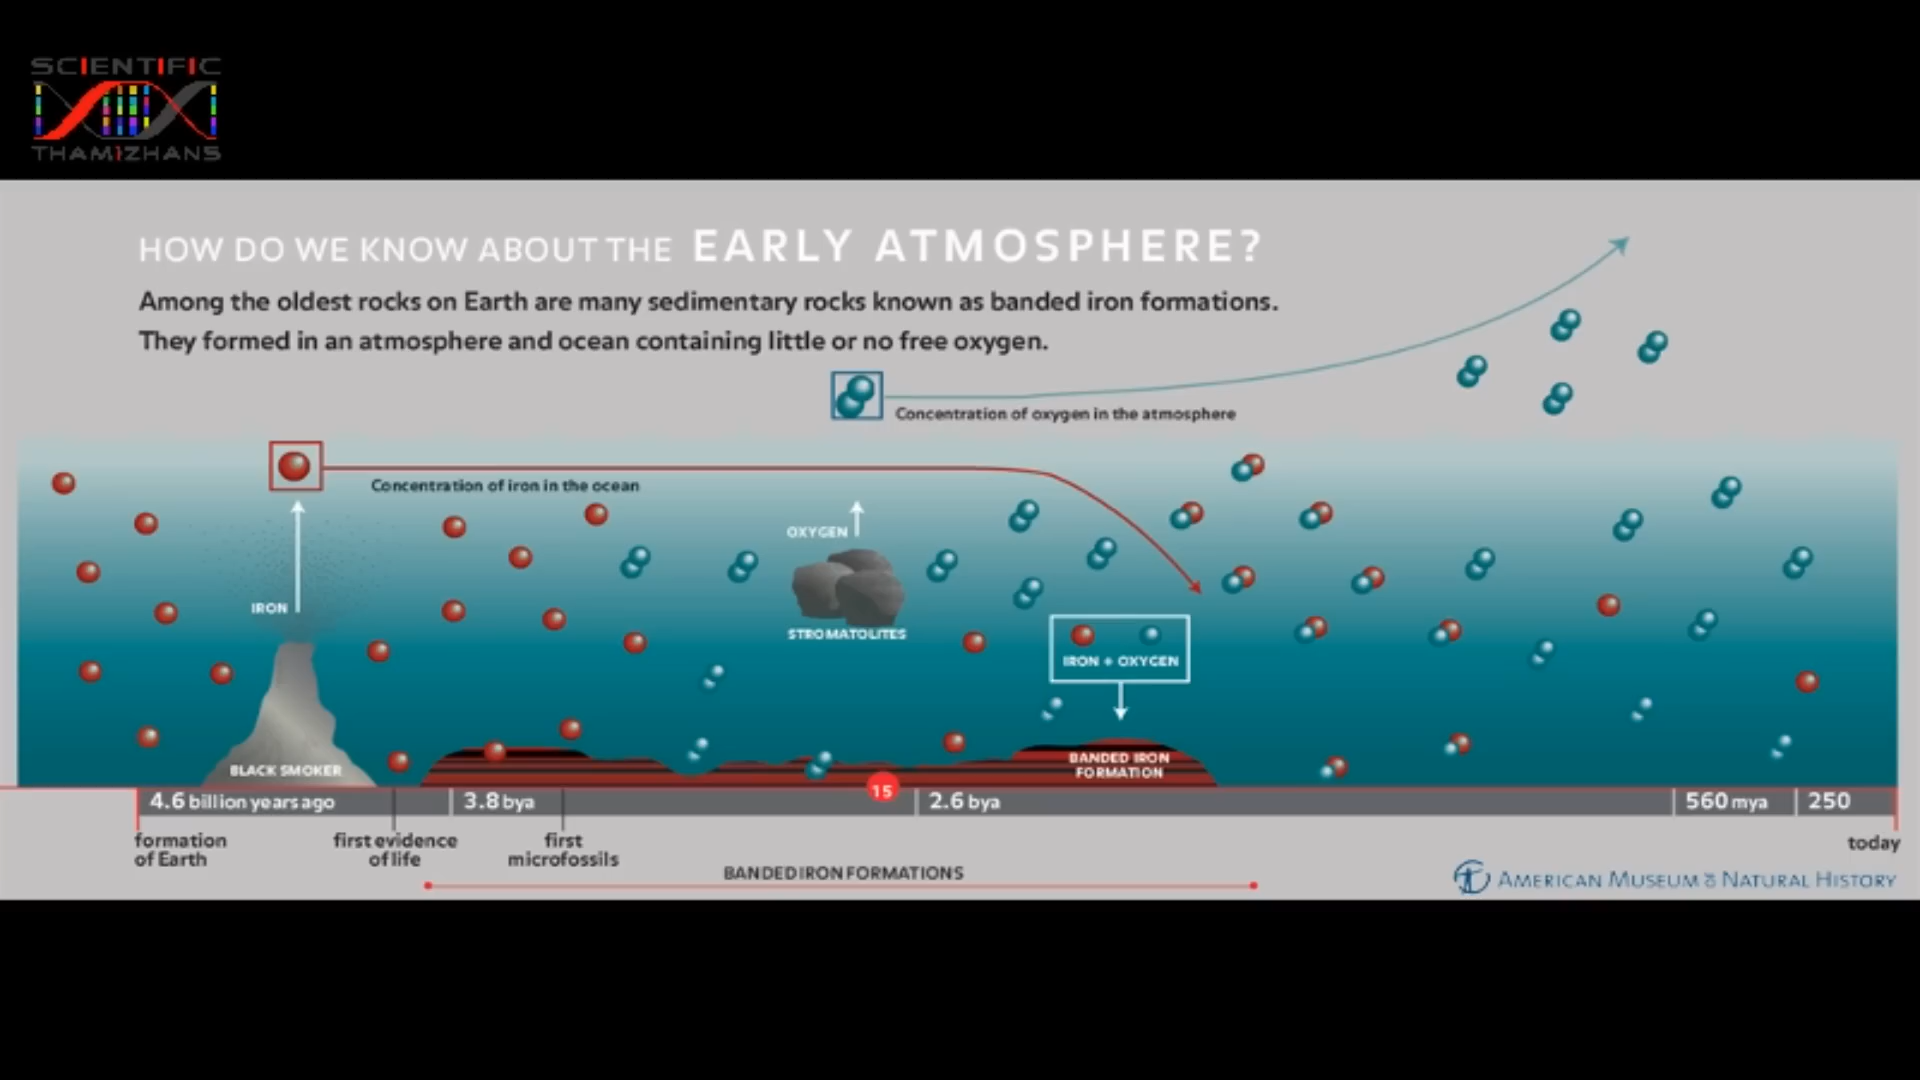 SCIENTIFIC
THAMIZHANS
HOW DO WE KNOW ABOUT THE EARLY ATMOSPHERE?
Among the oldest rocks on Earth are many sedimentary rocks known as banded iron formations.
They formed in an atmosphere and ocean containing little or no free oxygen.
Concentration of oxygen in the atmosphere
Concentration of iron in the ocean
OXYGEN
IRON
STROMATOLITES
IRON + OXYGEN
BLACK SMOKER
BANDED IRON
FORMATION
15
4.6 billion years ago
3.8 bya
2.6 bya
560 mya
250
formation
of Earth
first evidence
of life
first
microfossils
today
BANDED IRON FORMATIONS
AMERICAN MUSEUM OF NATURAL HISTORY